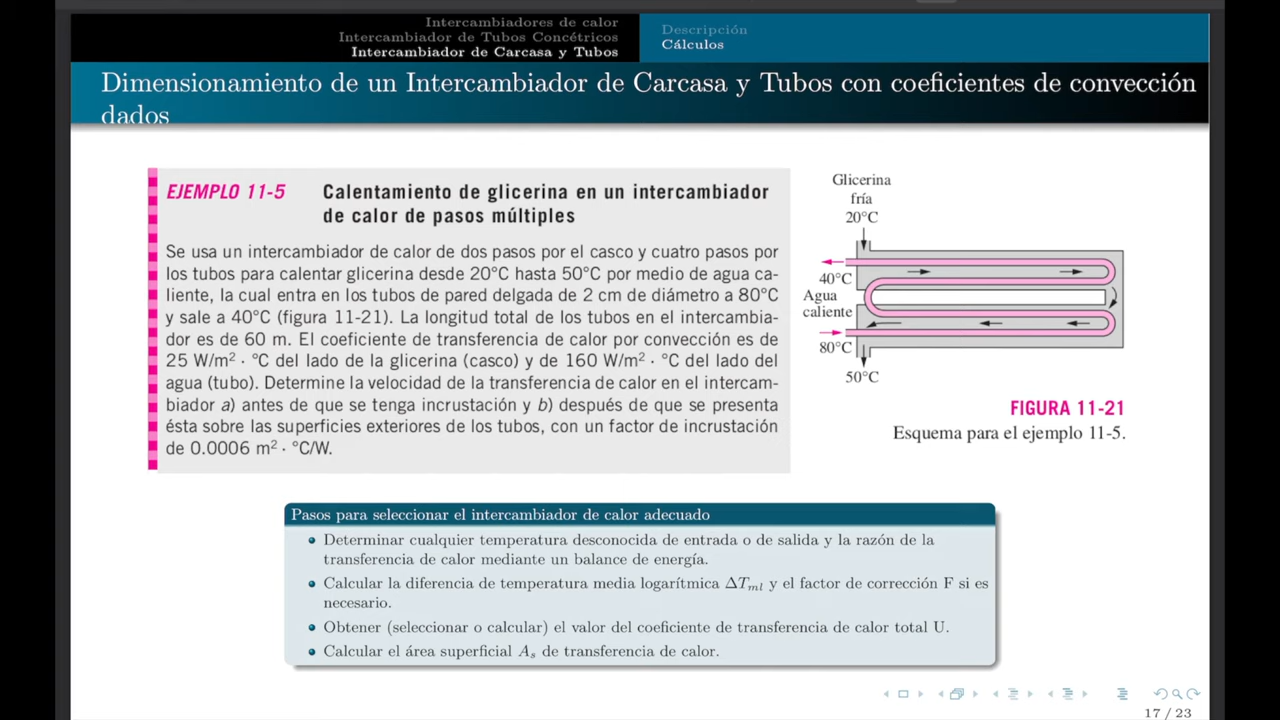 Intercambiadores de calor
Intercambiador de Tubos Concétricos
Intercambiador de Carcasa y Tubos
Descripción
Cálculos
Dimensionamiento de un Intercambiador de Carcasa y Tubos con coeficientes de convección
dados
EJEMPLO 11-5 Calentamiento de glicerina en un intercambiador
de calor de pasos múltiples
Se usa un intercambiador de calor de dos pasos por el casco y cuatro pasos por
los tubos para calentar glicerina desde 20°C hasta 50°C por medio de agua ca-
liente, la cual entra en los tubos de pared delgada de 2 cm de diámetro a 80°C
y sale a 40°C (figura 11-21). La longitud total de los tubos en el intercambia-
dor es de 60 m. El coeficiente de transferencia de calor por convección es de
25 W/m² · °C del lado de la glicerina (casco) y de 160 W/m² · °C del lado del
agua (tubo). Determine la velocidad de la transferencia de calor en el intercam-
biador a) antes de que se tenga incrustación y b) después de que se presenta
ésta sobre las superficies exteriores de los tubos, con un factor de incrustación
de 0.0006 m² · °C/W.
Glicerina
fría
20°C
40°C
Agua
caliente
80°C
50°C
FIGURA 11-21
Esquema para el ejemplo 11-5.
Pasos para seleccionar el intercambiador de calor adecuado
Determinar cualquier temperatura desconocida de entrada o de salida y la razón de la
transferencia de calor mediante un balance de energía.
Calcular la diferencia de temperatura media logarítmica ΔTml y el factor de corrección F si es
necesario.
Obtener (seleccionar o calcular) el valor del coeficiente de transferencia de calor total U.
Calcular el área superficial As de transferencia de calor.
17 / 23